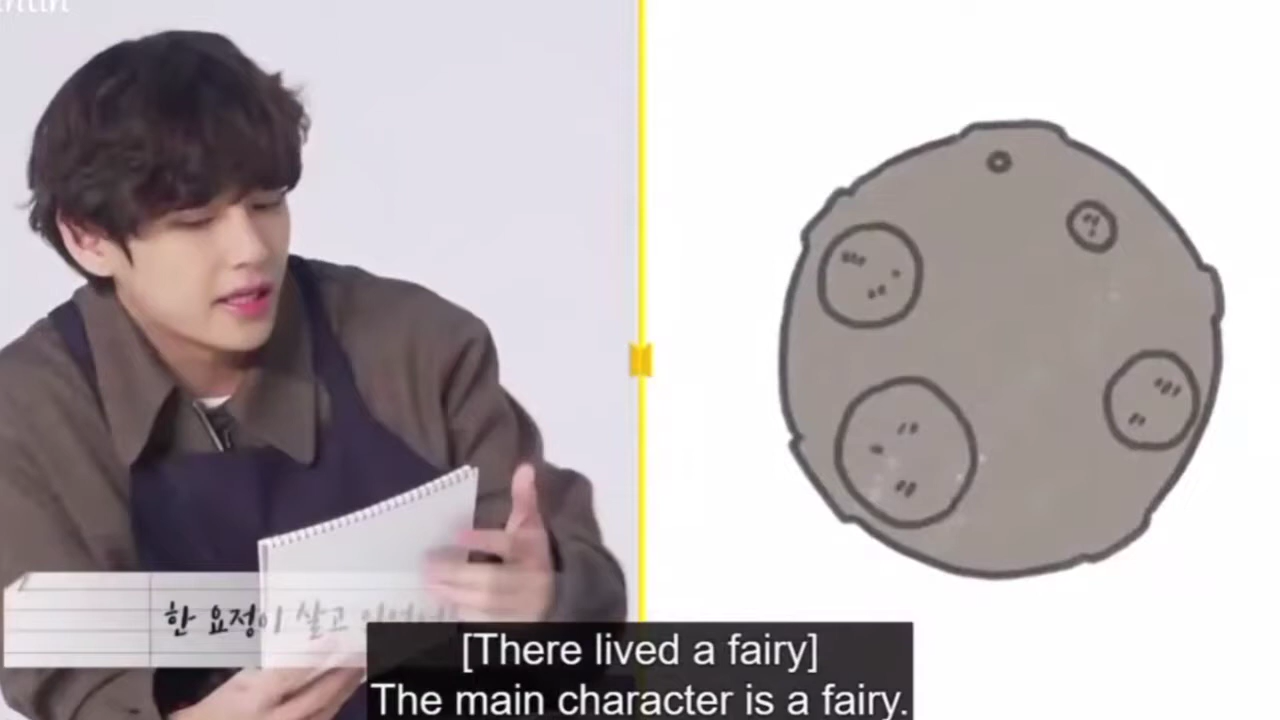 한 요정이 살고
[There lived a fairy]
The main character is a fairy.